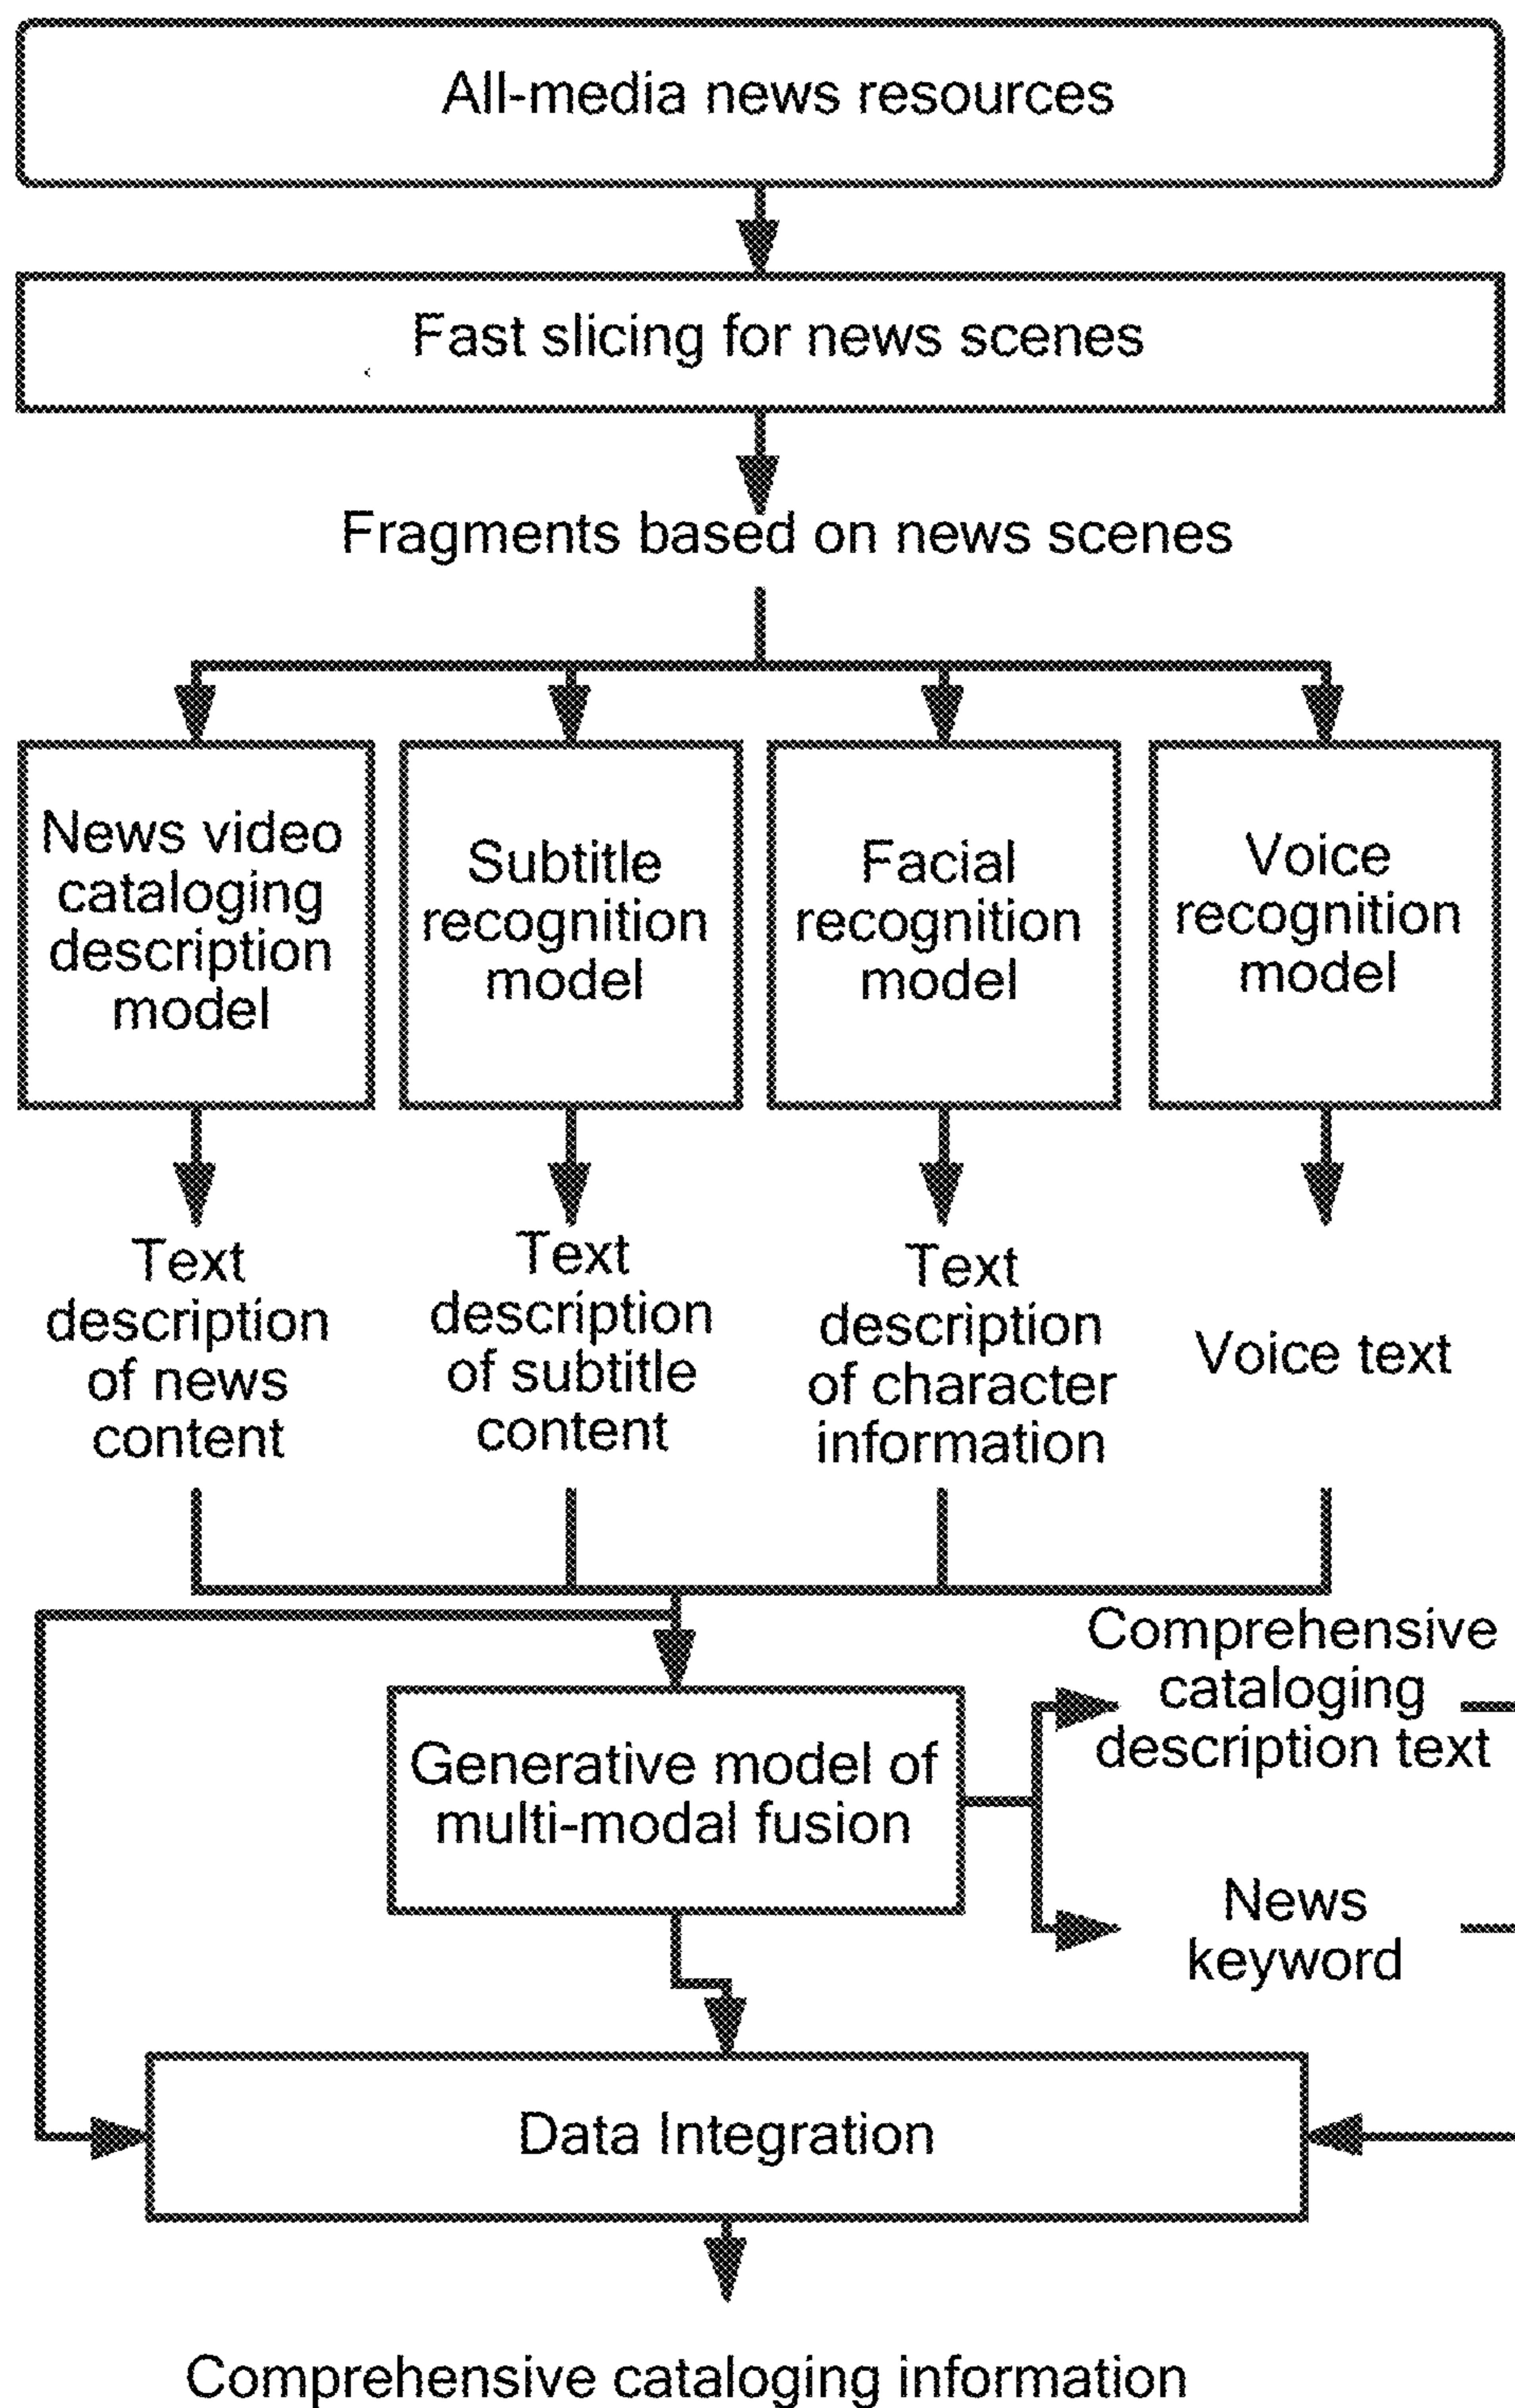 All-media news resources
Fast slicing for news scenes
Fragments based on news scenes
News video
cataloging
description
model
Subtitle
recognition
model
Facial
recognition
model
Voice
recognition
model
Text
description
of news
content
Text
description
of subtitle
content
Text
description
of character
information
Voice text
Comprehensive
cataloging
description text
Generative model of
multi-modal fusion
News
keyword
Data Integration
Comprehensive cataloging information